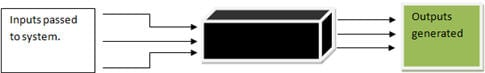 Inputs passed
to system.
Outputs
generated